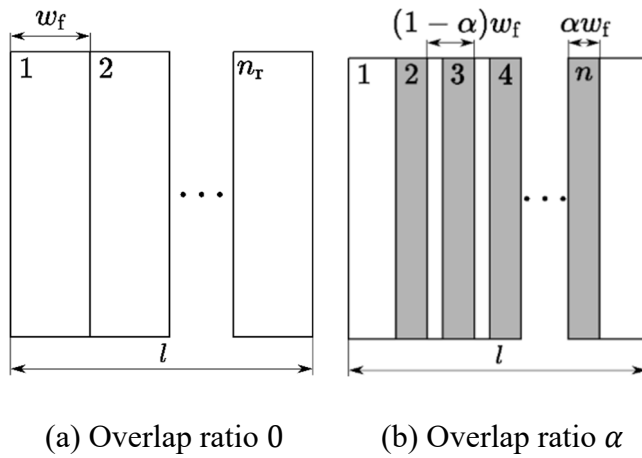 w_f
1 2 n_r
l
(a) Overlap ratio 0
(1 − α)w_f αw_f
1 2 3 4 n
l
(b) Overlap ratio α